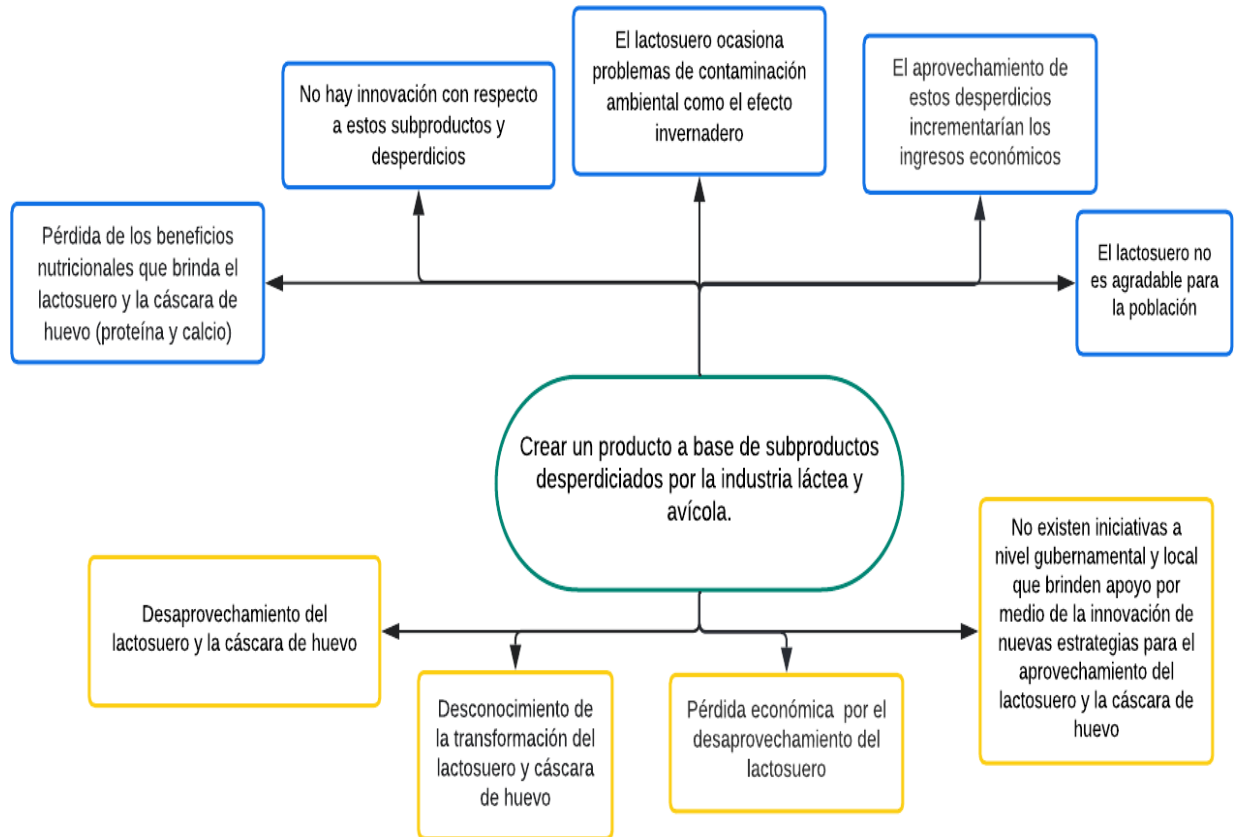 El lactosuero ocasiona
problemas de contaminación
ambiental como el efecto
invernadero
No hay innovación con respecto
a estos subproductos y
desperdicios
El aprovechamiento de
estos desperdicios
incrementarían los
ingresos económicos
Pérdida de los beneficios
nutricionales que brinda el
lactosuero y la cáscara de
huevo (proteína y calcio)
El lactosuero no
es agradable para
la población
Crear un producto a base de subproductos
desperdiciados por la industria láctea y
avícola.
Desaprovechamiento del
lactosuero y la cáscara de huevo
Desconocimiento de
la transformación del
lactosuero y cáscara
de huevo
Pérdida económica por el
desaprovechamiento del
lactosuero
No existen iniciativas a
nivel gubernamental y local
que brinden apoyo por
medio de la innovación de
nuevas estrategias para el
aprovechamiento del
lactosuero y la cáscara de
huevo